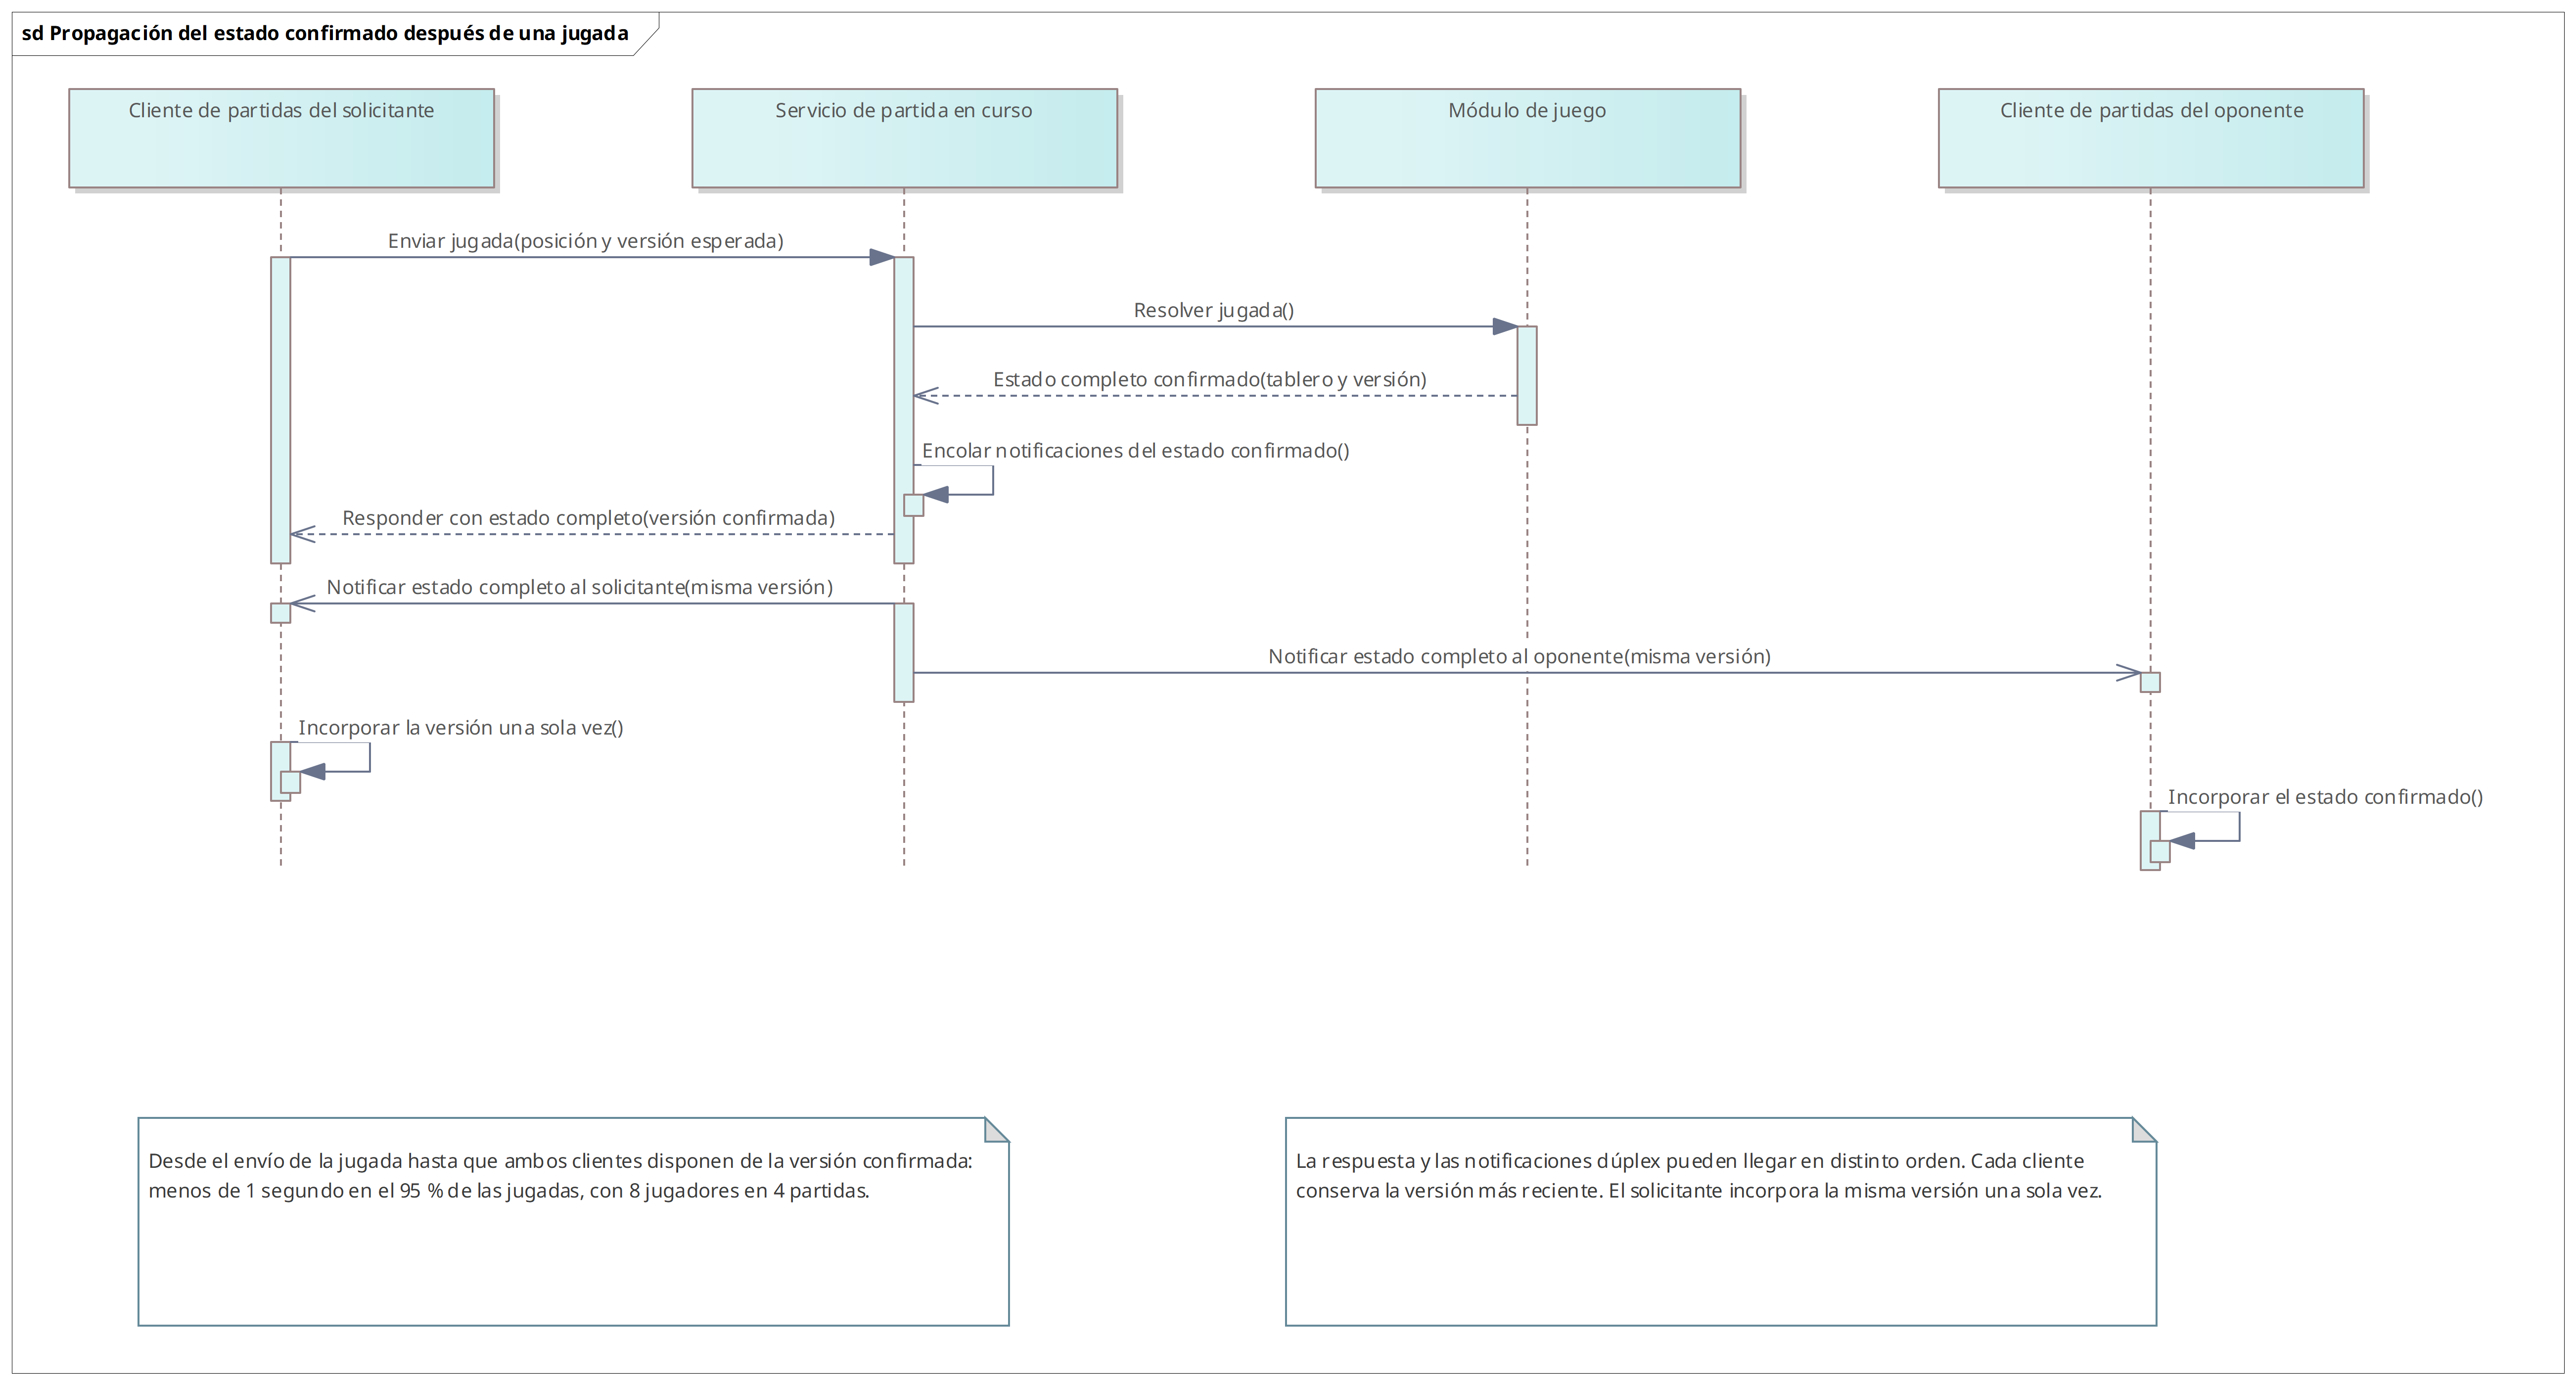 sd Propagación del estado confirmado después de una jugada
Cliente de partidas del solicitante
Servicio de partida en curso
Módulo de juego
Cliente de partidas del oponente
Enviar jugada(posición y versión esperada)
Resolver jugada()
Estado completo confirmado(tablero y versión)
Encolar notificaciones del estado confirmado()
Responder con estado completo(versión confirmada)
Notificar estado completo al solicitante(misma versión)
Notificar estado completo al oponente(misma versión)
Incorporar la versión una sola vez()
Incorporar el estado confirmado()
Desde el envío de la jugada hasta que ambos clientes disponen de la versión confirmada:
menos de 1 segundo en el 95 % de las jugadas, con 8 jugadores en 4 partidas.
La respuesta y las notificaciones dúplex pueden llegar en distinto orden. Cada cliente
conserva la versión más reciente. El solicitante incorpora la misma versión una sola vez.